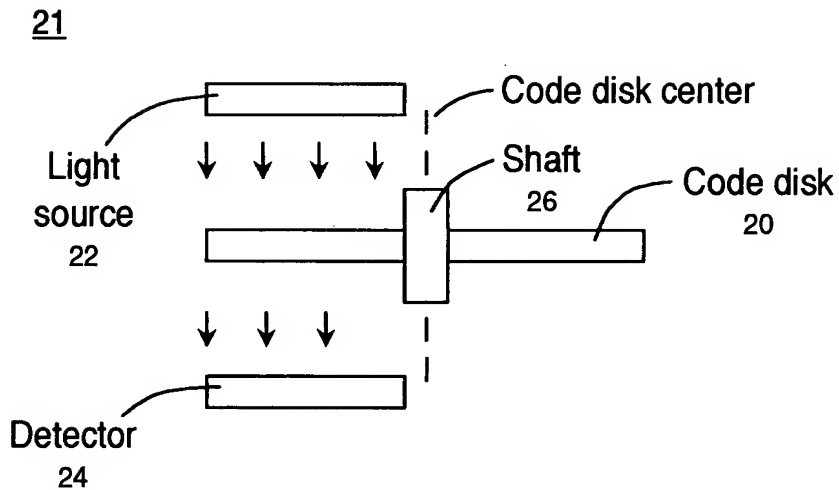 21
Code disk center
Light
source
22
Shaft
26
Code disk
20
Detector
24